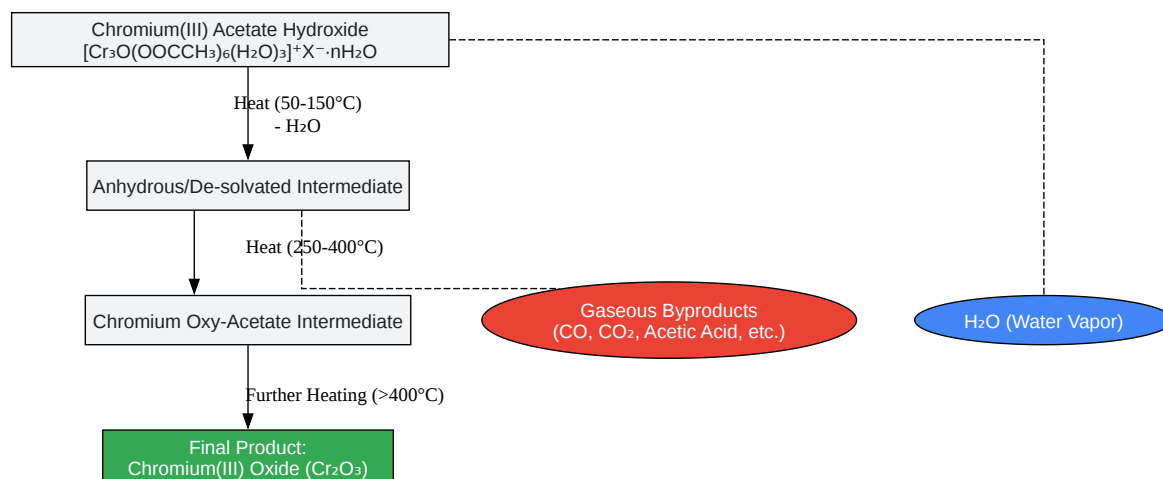 Chromium(III) Acetate Hydroxide
[Cr₃O(OOCCH₃)₆(H₂O)₃]⁺X⁻·nH₂O
Heat (50-150°C)
- H₂O
Anhydrous/De-solvated Intermediate
Heat (250-400°C)
Chromium Oxy-Acetate Intermediate
Gaseous Byproducts
(CO, CO₂, Acetic Acid, etc.)
H₂O (Water Vapor)
Further Heating (>400°C)
Final Product:
Chromium(III) Oxide (Cr₂O₃)